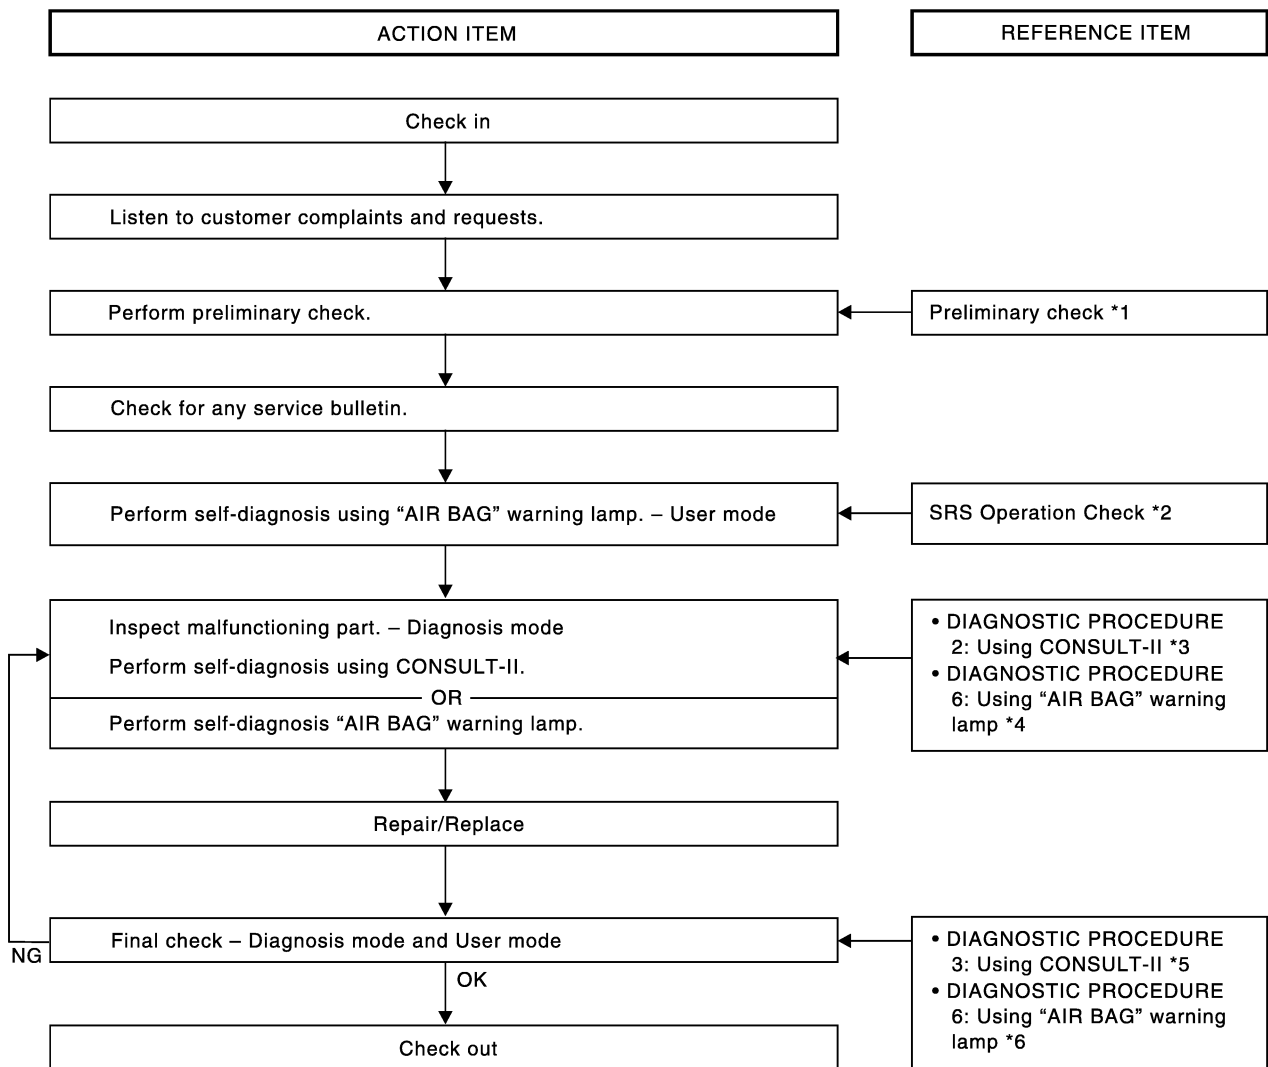 ACTION ITEM
REFERENCE ITEM
Check in
Listen to customer complaints and requests.
Perform preliminary check.
Preliminary check *1
Check for any service bulletin.
Perform self-diagnosis using “AIR BAG” warning lamp. – User mode
SRS Operation Check *2
Inspect malfunctioning part. – Diagnosis mode
Perform self-diagnosis using CONSULT-II.
OR
Perform self-diagnosis “AIR BAG” warning lamp.
• DIAGNOSTIC PROCEDURE
2: Using CONSULT-II *3
• DIAGNOSTIC PROCEDURE
6: Using “AIR BAG” warning
lamp *4
Repair/Replace
Final check – Diagnosis mode and User mode
NG
OK
• DIAGNOSTIC PROCEDURE
3: Using CONSULT-II *5
• DIAGNOSTIC PROCEDURE
6: Using “AIR BAG” warning
lamp *6
Check out